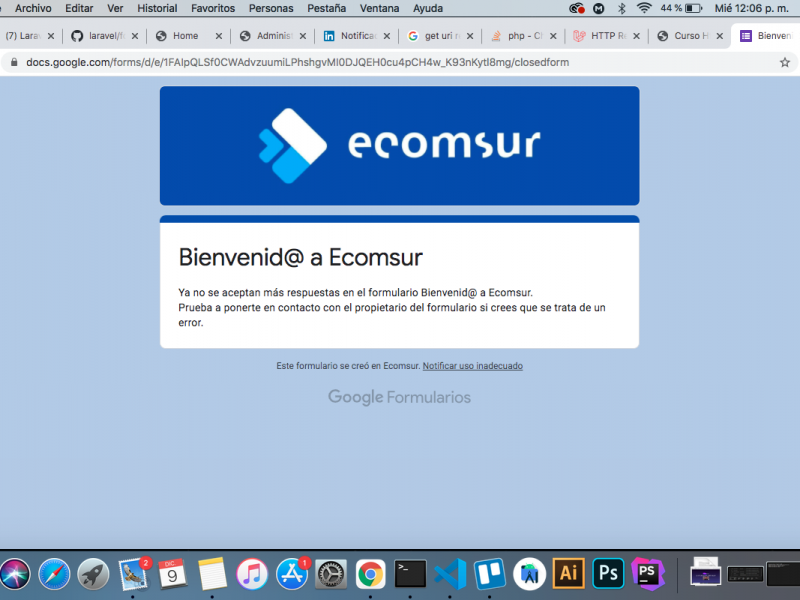 Archivo Editar Ver Historial Favoritos Personas Pestaña Ventana Ayuda 44 % Mié 12:06 p. m.
(7) Lara laravel/f Home Adminis Notifica get uri r php - C HTTP R Curso H Bienven
docs.google.com/forms/d/e/1FAIpQLSf0CWAdvzuumiLPhshgvMI0DJQEH0cu4pCH4w_K93nKytI8mg/closedform
ecomsur
Bienvenid@ a Ecomsur
Ya no se aceptan más respuestas en el formulario Bienvenid@ a Ecomsur.
Prueba a ponerte en contacto con el propietario del formulario si crees que se trata de un
error.
Este formulario se creó en Ecomsur. Notificar uso inadecuado
Google Formularios
2 DIC 9 1 >_ Ai Ps PS